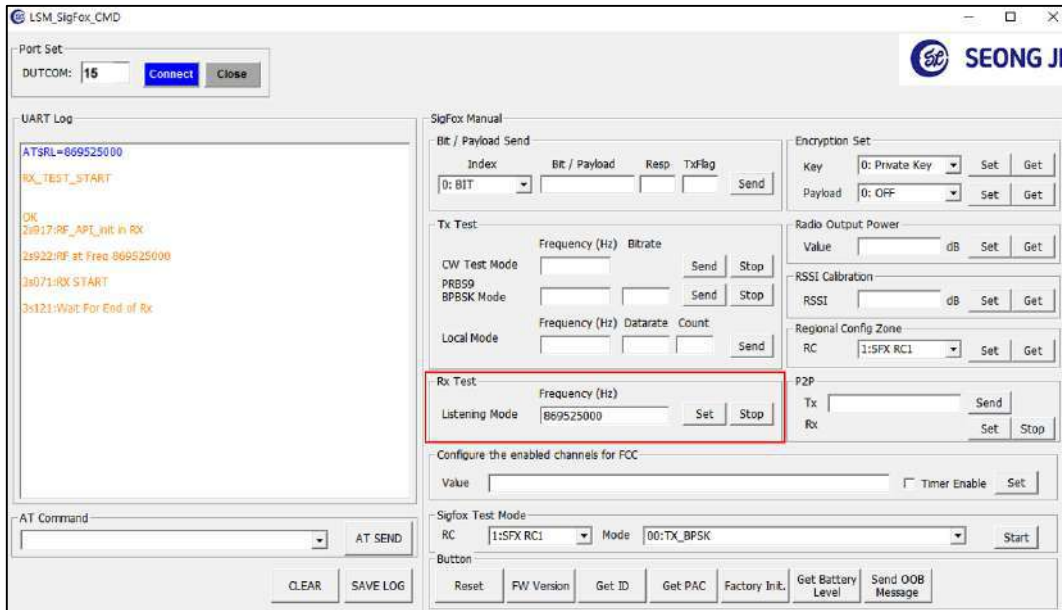 LSM_SigFox_CMD
Port Set
DUTCOM: 15 Connect Close
SEONG JI
UART Log
AT$RL=869525000
RX_TEST_START
OK
2s917:RF_API_init in RX
2s922:RF at Freq 869525000
3s071:RX START
3s121:Wait For End of Rx
AT Command
AT SEND
CLEAR SAVE LOG
SigFox Manual
Bit / Payload Send
Index Bit / Payload Resp TxFlag
0: BIT Send
Tx Test
Frequency (Hz) Bitrate
CW Test Mode Send Stop
PRBS9
BPBSK Mode Send Stop
Frequency (Hz) Datarate Count
Local Mode Send
Rx Test
Frequency (Hz)
Listening Mode 869525000 Set Stop
Encryption Set
Key 0: Private Key Set Get
Payload 0: OFF Set Get
Radio Output Power
Value dB Set Get
RSSI Calibration
RSSI dB Set Get
Regional Config Zone
RC 1:SFX RC1 Set Get
P2P
Tx Send
Rx Set Stop
Configure the enabled channels for FCC
Value Timer Enable Set
Sigfox Test Mode
RC 1:SFX RC1 Mode 00:TX_BPSK Start
Button
Reset FW Version Get ID Get PAC Factory Init. Get Battery Level Send OOB Message